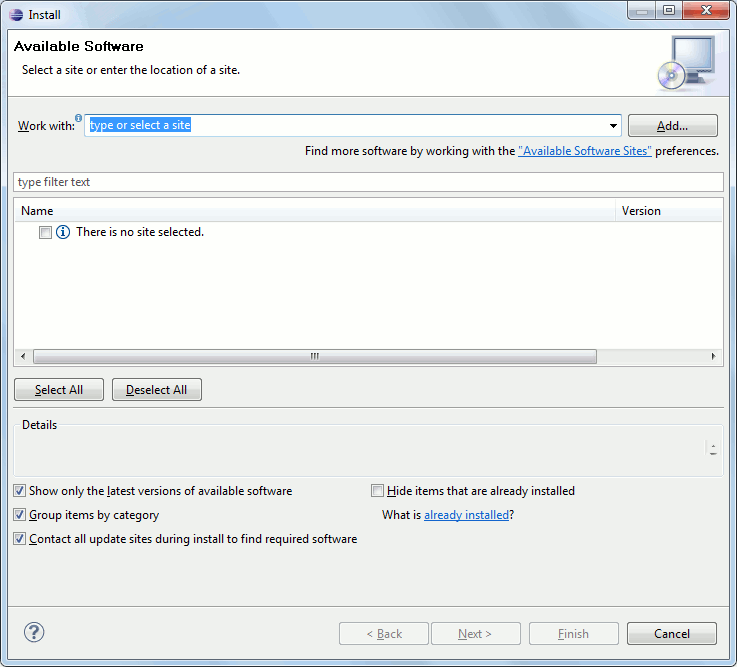 Install
Available Software
Select a site or enter the location of a site.
Work with: type or select a site Add...
Find more software by working with the "Available Software Sites" preferences.
type filter text
Name Version
There is no site selected.
Select All Deselect All
Details
Show only the latest versions of available software Hide items that are already installed
Group items by category What is already installed?
Contact all update sites during install to find required software
? < Back Next > Finish Cancel